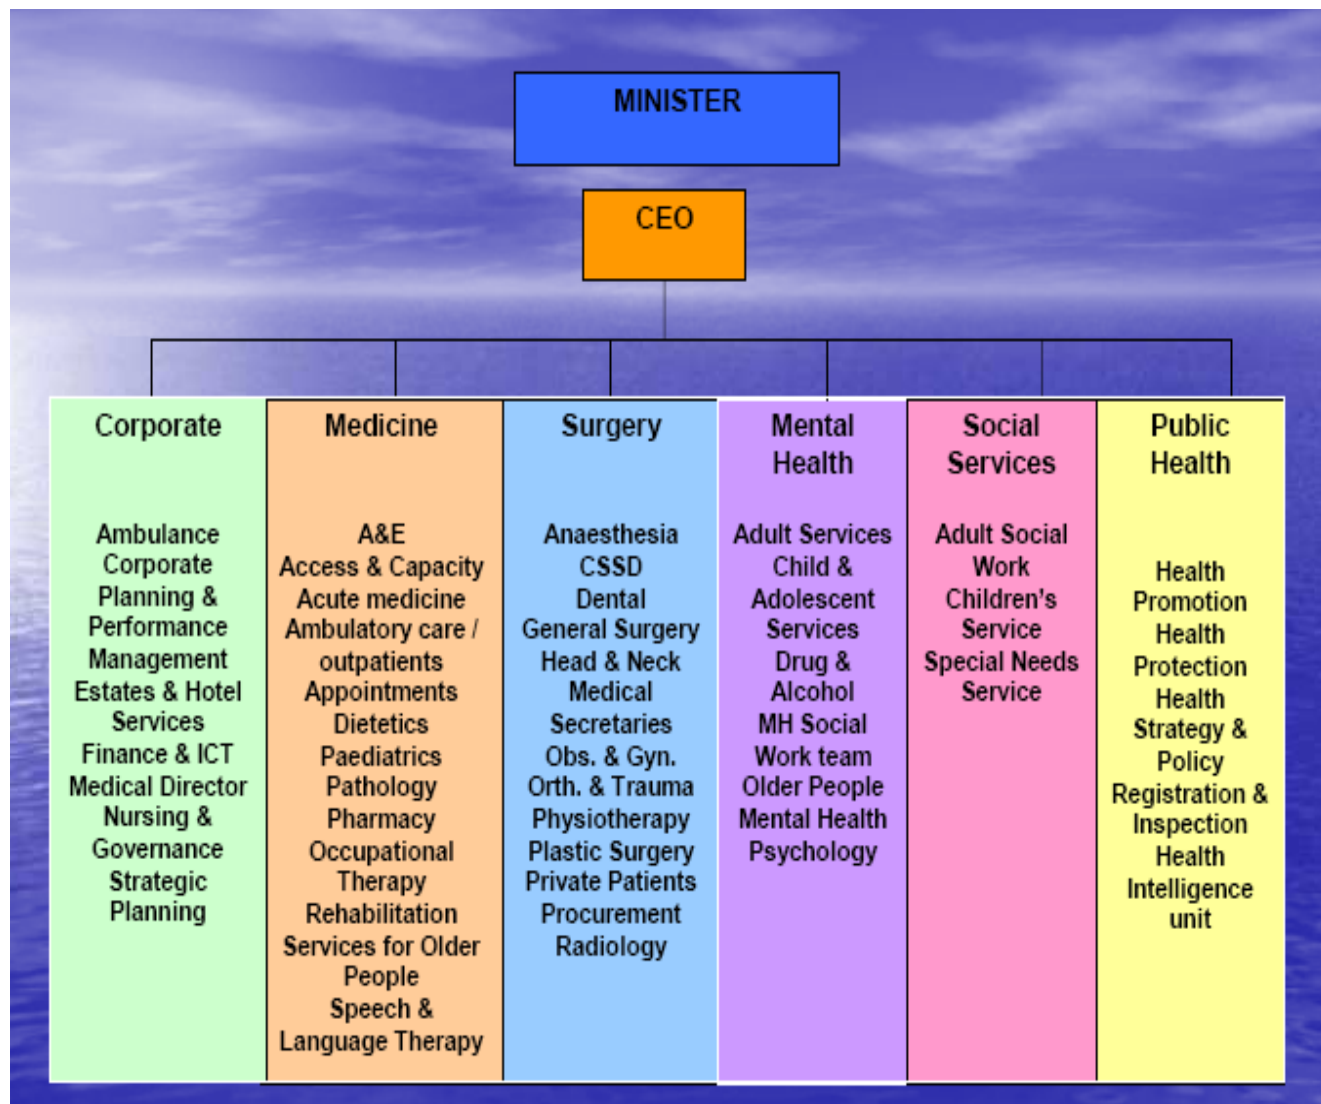 MINISTER
CEO
Corporate
Ambulance
Corporate
Planning &
Performance
Management
Estates & Hotel
Services
Finance & ICT
Medical Director
Nursing &
Governance
Strategic
Planning
Medicine
A&E
Access & Capacity
Acute medicine
Ambulatory care /
outpatients
Appointments
Dietetics
Paediatrics
Pathology
Pharmacy
Occupational
Therapy
Rehabilitation
Services for Older
People
Speech &
Language Therapy
Surgery
Anaesthesia
CSSD
Dental
General Surgery
Head & Neck
Medical
Secretaries
Obs. & Gyn.
Orth. & Trauma
Physiotherapy
Plastic Surgery
Private Patients
Procurement
Radiology
Mental
Health
Adult Services
Child &
Adolescent
Services
Drug &
Alcohol
MH Social
Work team
Older People
Mental Health
Psychology
Social
Services
Adult Social
Work
Children's
Service
Special Needs
Service
Public
Health
Health
Promotion
Health
Protection
Health
Strategy &
Policy
Registration &
Inspection
Health
Intelligence
unit